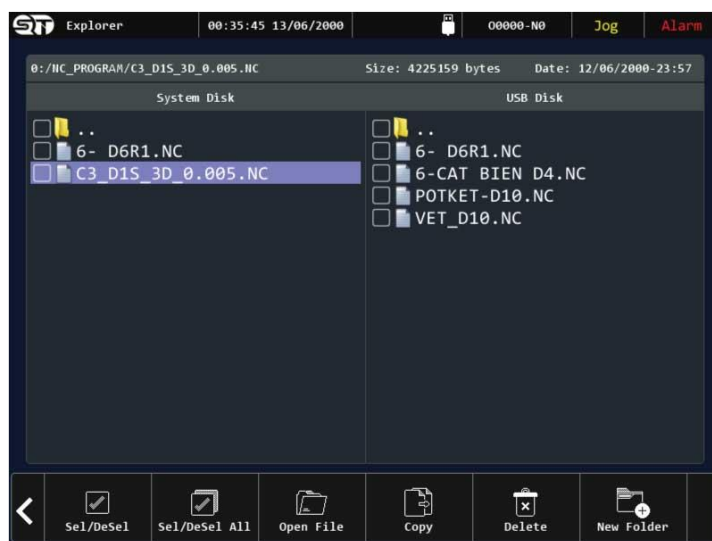 ST Explorer 00:35:45 13/06/2000 O0000-N0 Jog Alarm
0:/NC_PROGRAM/C3_D1S_3D_0.005.NC Size: 4225159 bytes Date: 12/06/2000-23:57
System Disk USB Disk
.. ..
6- D6R1.NC 6- D6R1.NC
C3_D1S_3D_0.005.NC 6-CAT BIEN D4.NC
POTKET-D10.NC
VET_D10.NC
Sel/DeSel Sel/DeSel All Open File Copy Delete New Folder